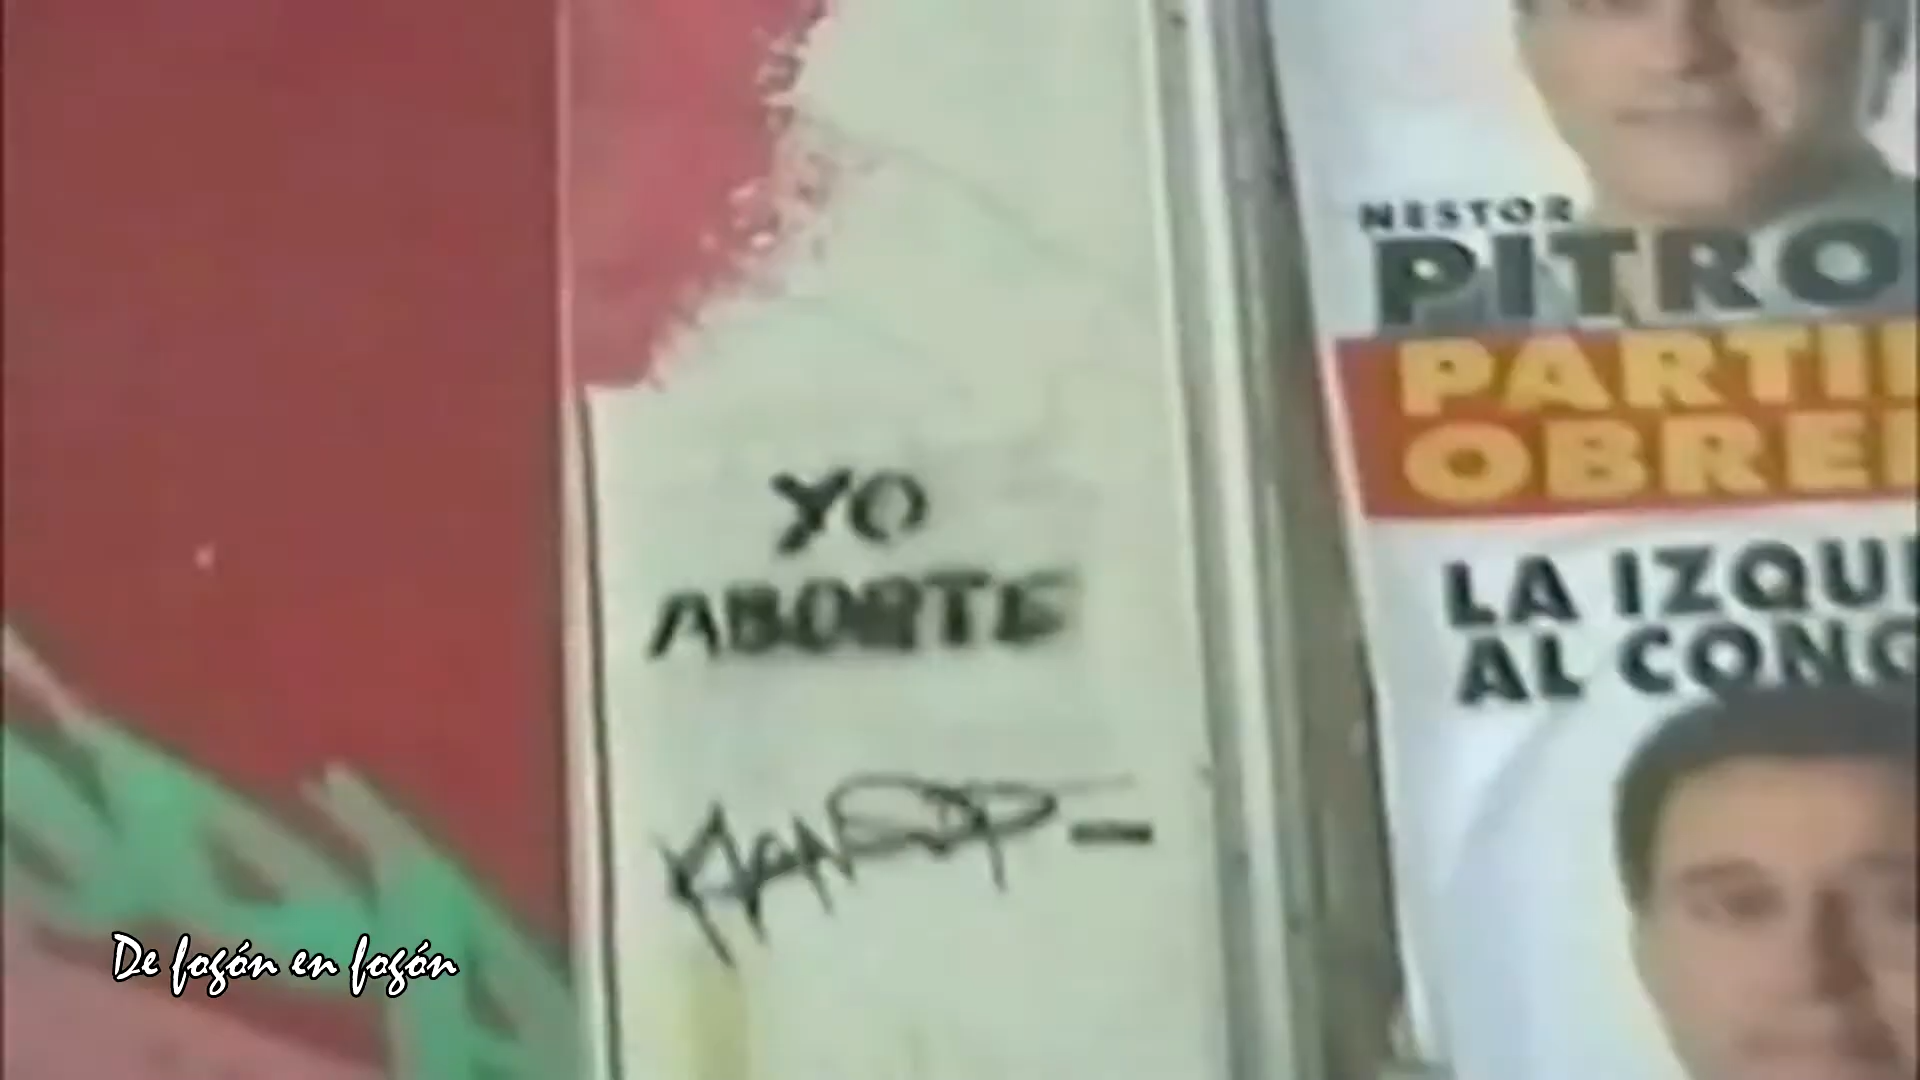 YO
ABORTE
NESTOR
PITRO
PARTI
OBRE
LA IZQU
AL CONG
De fogón en fogón